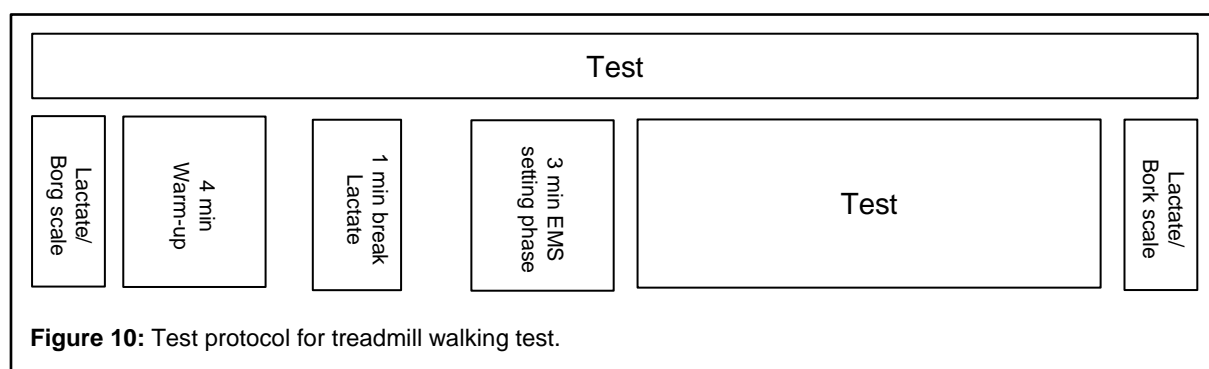 Test
Lactate/
Borg scale
4 min
Warm-up
1 min break
Lactate
3 min EMS
setting phase
Test
Lactate/
Bork scale
Figure 10: Test protocol for treadmill walking test.